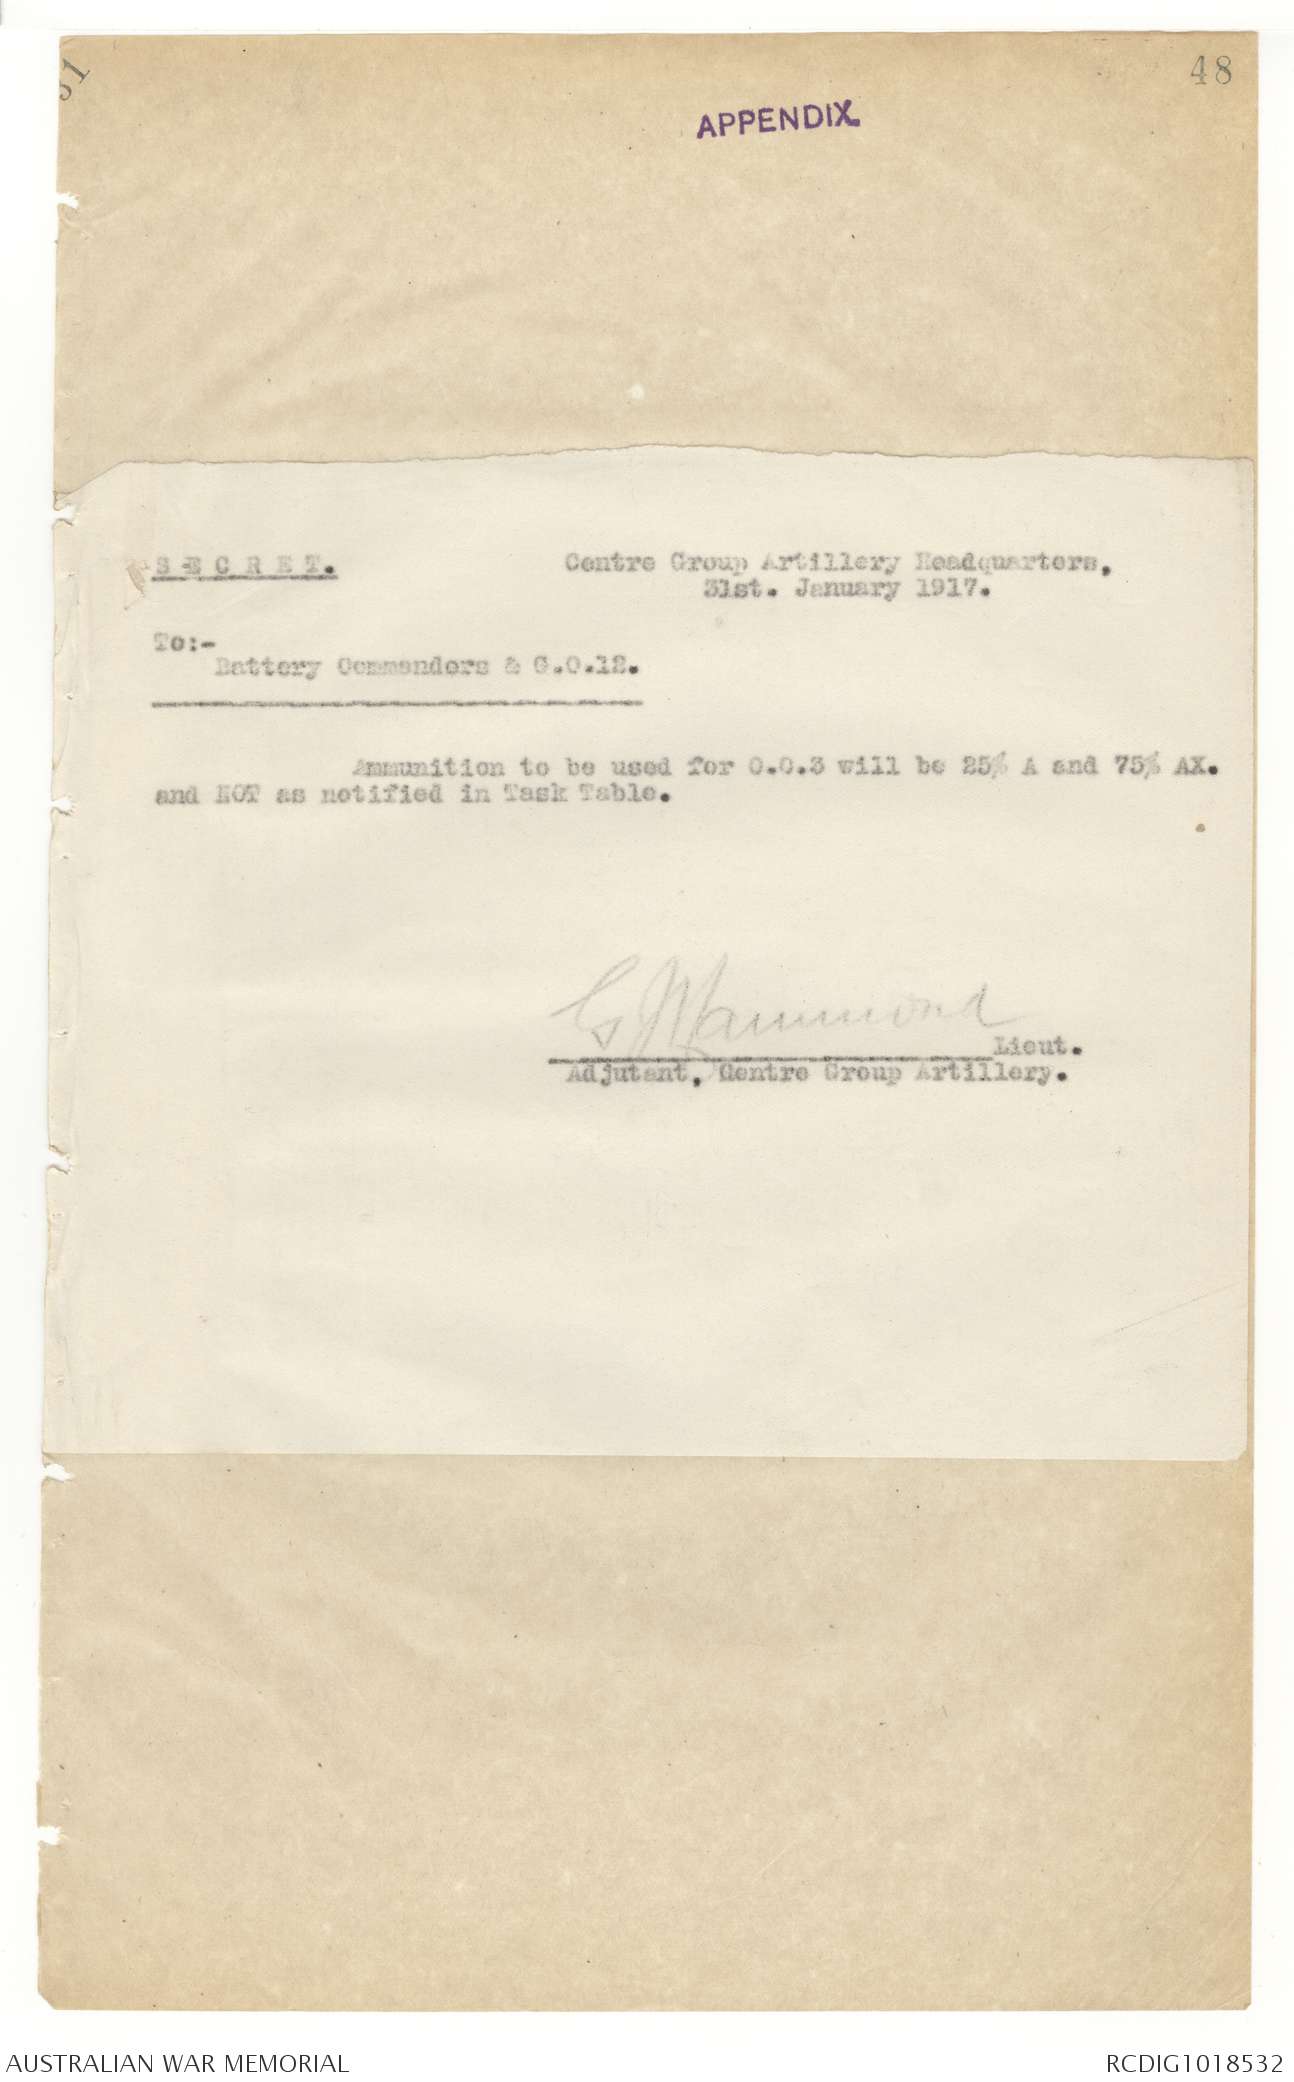 48
APPENDIX
S E C R E T.
Centre Group Artillery Headquarters,
31st. January 1917.
To:-
Battery Commanders & G.O.12.
Ammunition to be used for O.O.3 will be 25% A and 75% AX.
and NOT as notified in Task Table.
Hammond
Lieut.
Adjutant, Centre Group Artillery.
AUSTRALIAN WAR MEMORIAL
RCDIG1018532